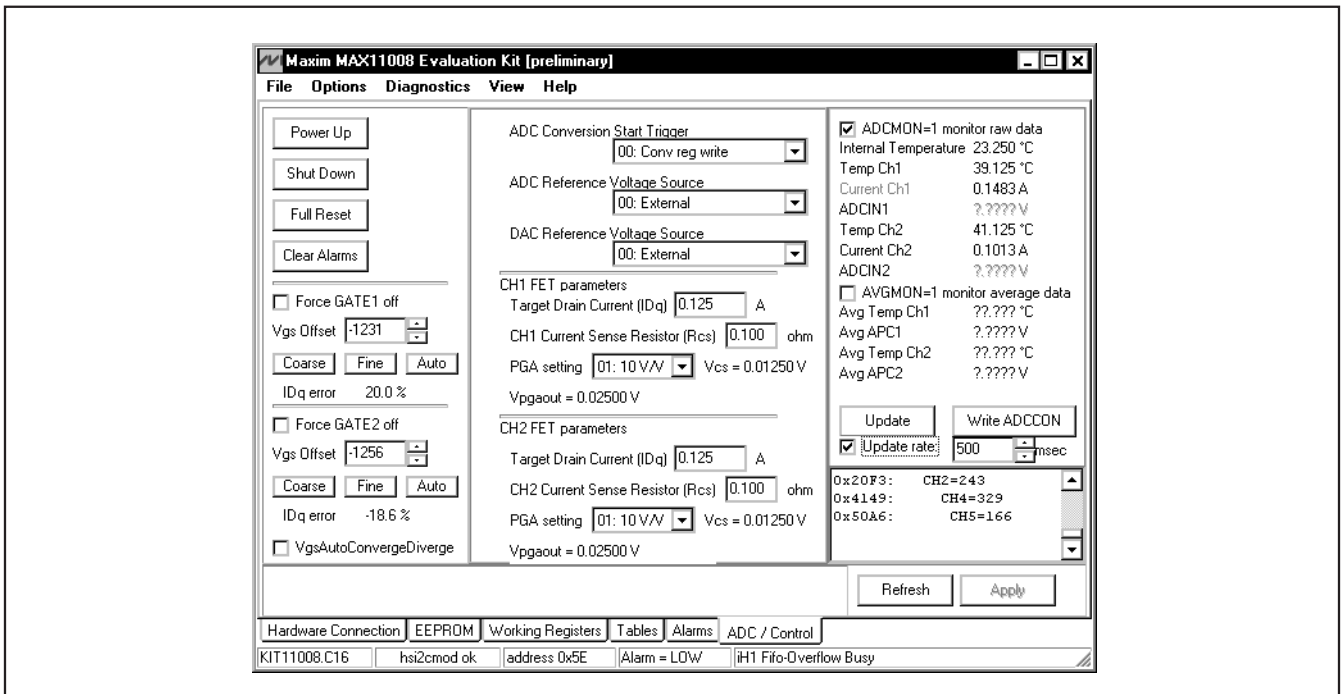 Maxim MAX11008 Evaluation Kit [preliminary]
File Options Diagnostics View Help
Power Up
Shut Down
Full Reset
Clear Alarms
Force GATE1 off
Vgs Offset -1231
Coarse Fine Auto
IDq error 20.0 %
Force GATE2 off
Vgs Offset -1256
Coarse Fine Auto
IDq error -18.6 %
VgsAutoConvergeDiverge
ADC Conversion Start Trigger
00: Conv reg write
ADC Reference Voltage Source
00: External
DAC Reference Voltage Source
00: External
CH1 FET parameters
Target Drain Current (IDq) 0.125 A
CH1 Current Sense Resistor (Rcs) 0.100 ohm
PGA setting 01: 10 V/V Vcs = 0.01250 V
Vpgaout = 0.02500 V
CH2 FET parameters
Target Drain Current (IDq) 0.125 A
CH2 Current Sense Resistor (Rcs) 0.100 ohm
PGA setting 01: 10 V/V Vcs = 0.01250 V
Vpgaout = 0.02500 V
ADCMON=1 monitor raw data
Internal Temperature 23.250 °C
Temp Ch1 39.125 °C
Current Ch1 0.1483 A
ADCIN1 ?.???? V
Temp Ch2 41.125 °C
Current Ch2 0.1013 A
ADCIN2 ?.???? V
AVGMON=1 monitor average data
Avg Temp Ch1 ??.??? °C
Avg APC1 ?.???? V
Avg Temp Ch2 ??.??? °C
Avg APC2 ?.???? V
Update Write ADCCON
Update rate: 500 msec
0x20F3: CH2=243
0x4149: CH4=329
0x50A6: CH5=166
Refresh Apply
Hardware Connection EEPROM Working Registers Tables Alarms ADC / Control
KIT11008.C16 hsi2cmod ok address 0x5E Alarm = LOW iH1 Fifo-Overflow Busy